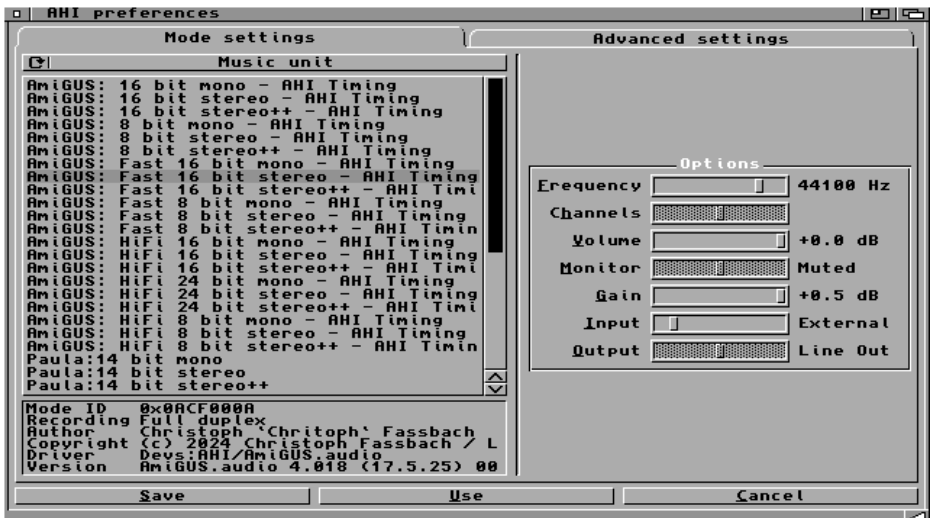 AHI preferences
Mode settings
Advanced settings
Music unit
AmiGUS: 16 bit mono - AHI Timing
AmiGUS: 16 bit stereo - AHI Timing
AmiGUS: 16 bit stereo++ - AHI Timing
AmiGUS: 8 bit mono - AHI Timing
AmiGUS: 8 bit stereo - AHI Timing
AmiGUS: 8 bit stereo++ - AHI Timing
AmiGUS: Fast 16 bit mono - AHI Timing
AmiGUS: Fast 16 bit stereo - AHI Timing
AmiGUS: Fast 16 bit stereo++ - AHI Timi
AmiGUS: Fast 8 bit mono - AHI Timing
AmiGUS: Fast 8 bit stereo - AHI Timing
AmiGUS: Fast 8 bit stereo++ - AHI Timin
AmiGUS: HiFi 16 bit mono - AHI Timing
AmiGUS: HiFi 16 bit stereo - AHI Timing
AmiGUS: HiFi 16 bit stereo++ - AHI Timi
AmiGUS: HiFi 24 bit mono - AHI Timing
AmiGUS: HiFi 24 bit stereo - AHI Timing
AmiGUS: HiFi 24 bit stereo++ - AHI Timi
AmiGUS: HiFi 8 bit mono - AHI Timing
AmiGUS: HiFi 8 bit stereo - AHI Timing
AmiGUS: HiFi 8 bit stereo++ - AHI Timin
Paula:14 bit mono
Paula:14 bit stereo
Paula:14 bit stereo++
Mode ID 0x0ACF000A
Recording Full duplex
Author Christoph `Chritoph` Fassbach
Copyright (c) 2024 Christoph Fassbach / L
Driver Devs:AHI/AmiGUS.audio
Version AmiGUS.audio 4.018 (17.5.25) 00
Options
Frequency 44100 Hz
Channels
Volume +0.0 dB
Monitor Muted
Gain +0.5 dB
Input External
Output Line Out
Save
Use
Cancel